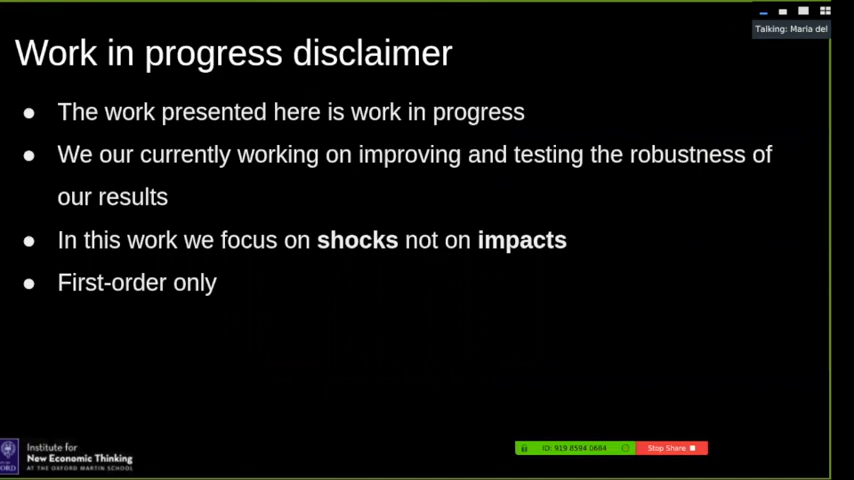 Talking: Maria del
Work in progress disclaimer
● The work presented here is work in progress
● We our currently working on improving and testing the robustness of
our results
● In this work we focus on shocks not on impacts
● First-order only
ORD
Institute for
New Economic Thinking
AT THE OXFORD MARTIN SCHOOL
ID: 919 8594 0684
Stop Share